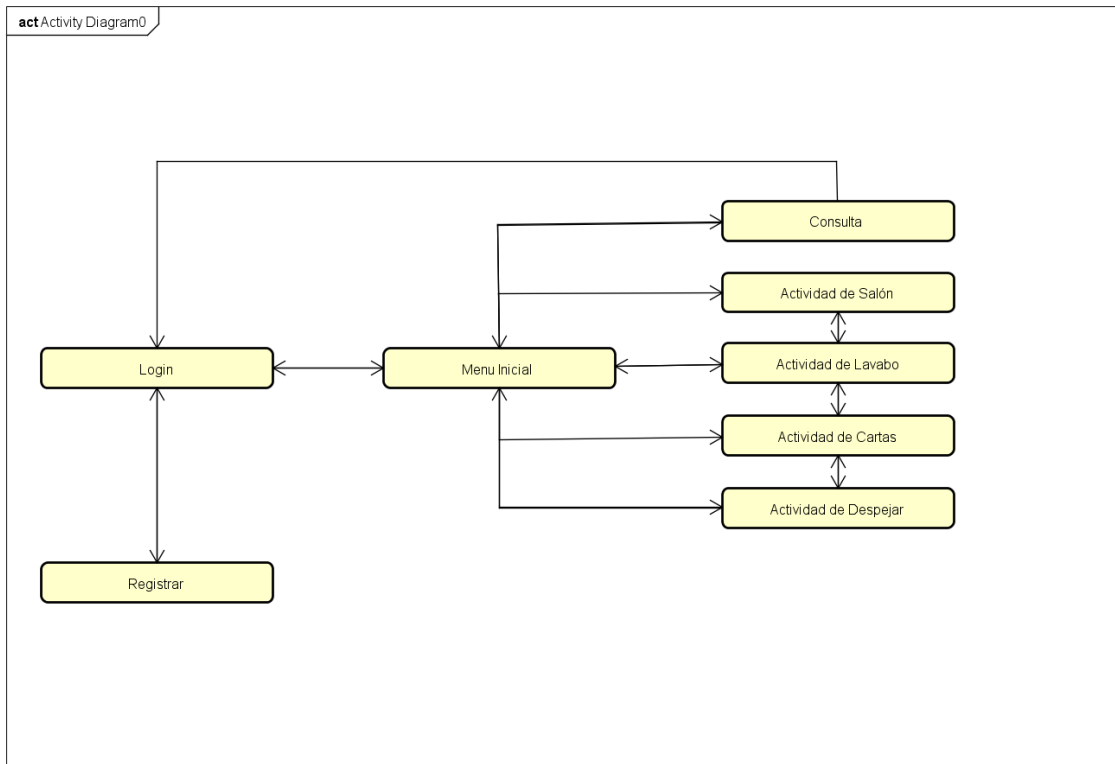 act Activity Diagram0
Consulta
Actividad de Salón
Login
Menu Inicial
Actividad de Lavabo
Actividad de Cartas
Actividad de Despejar
Registrar